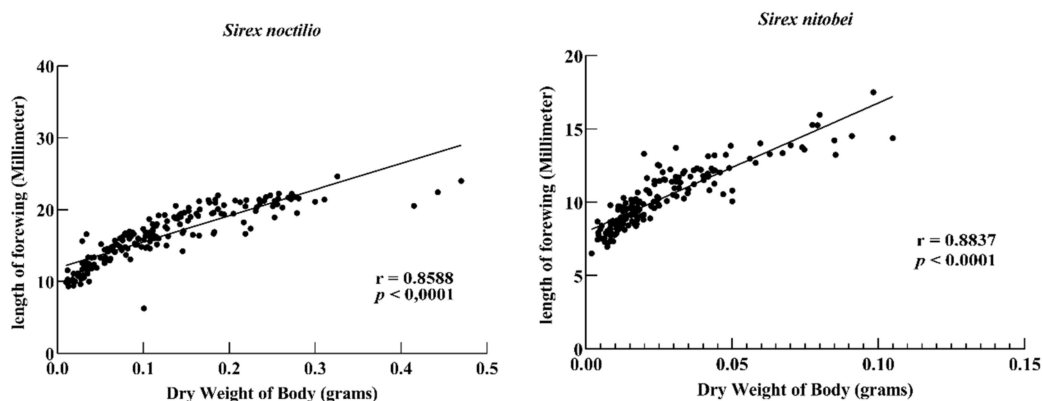 Sirex noctilio
length of forewing (Millimeter)
40
30
20
10
0
0.0 0.1 0.2 0.3 0.4 0.5
Dry Weight of Body (grams)
r = 0.8588
p < 0,0001
Sirex nitobei
length of forewing (Millimeter)
20
15
10
5
0
0.00 0.05 0.10 0.15
Dry Weight of Body (grams)
r = 0.8837
p < 0.0001